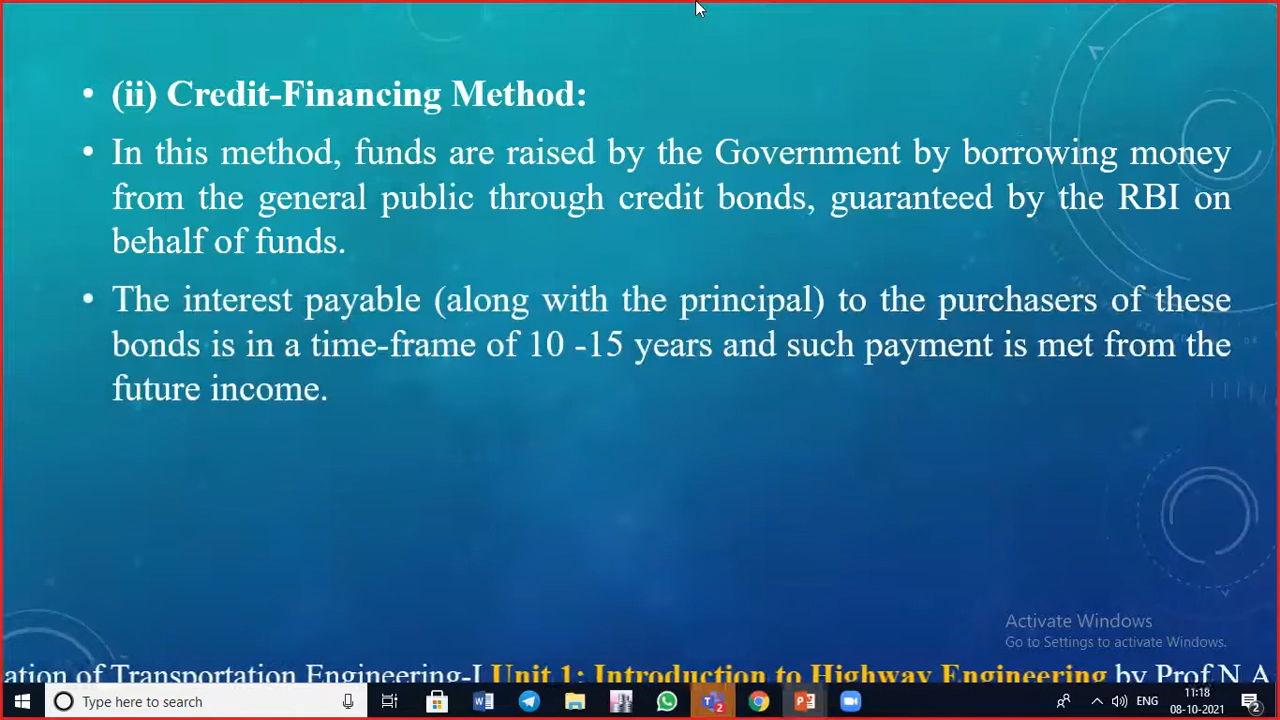 • (ii) Credit-Financing Method:
• In this method, funds are raised by the Government by borrowing money
from the general public through credit bonds, guaranteed by the RBI on
behalf of funds.
• The interest payable (along with the principal) to the purchasers of these
bonds is in a time-frame of 10 -15 years and such payment is met from the
future income.
Activate Windows
Go to Settings to activate Windows.
ation of Transportation Engineering-I Unit 1: Introduction to Highway Engineering by Prof.N A
Type here to search
ENG
11:18
08-10-2021
2
2